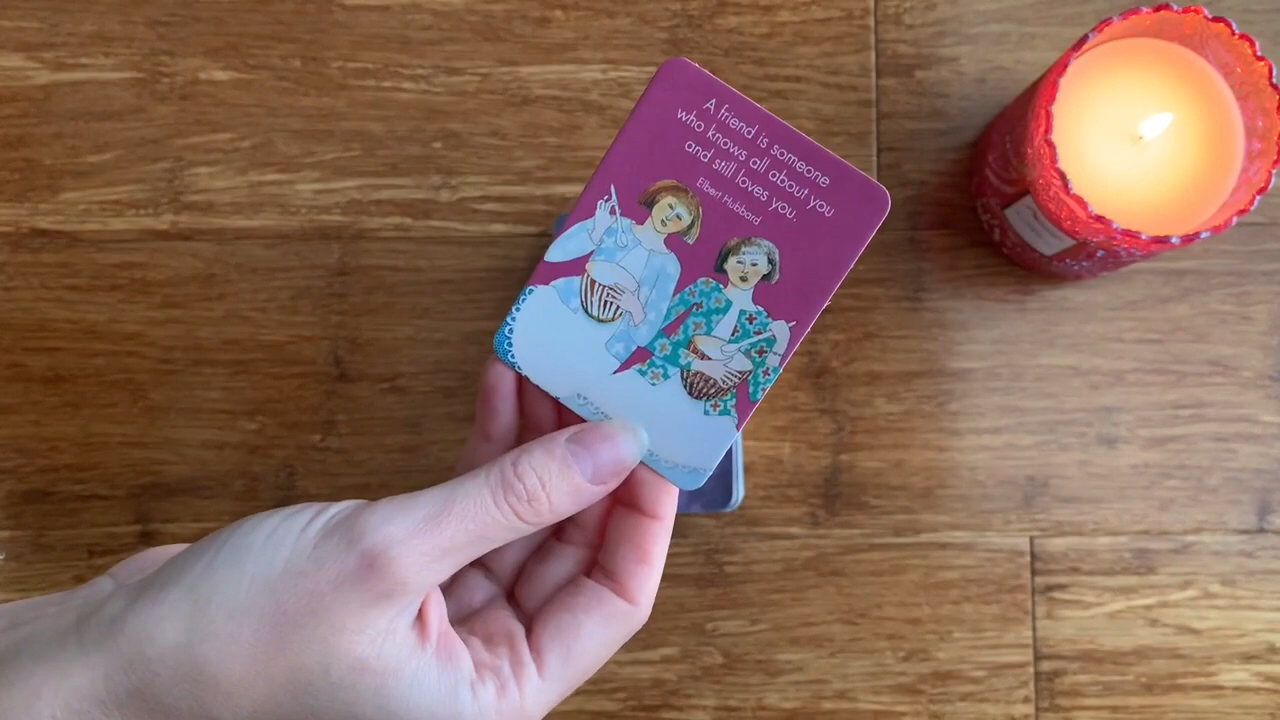 A friend is someone
who knows all about you
and still loves you.
Elbert Hubbard